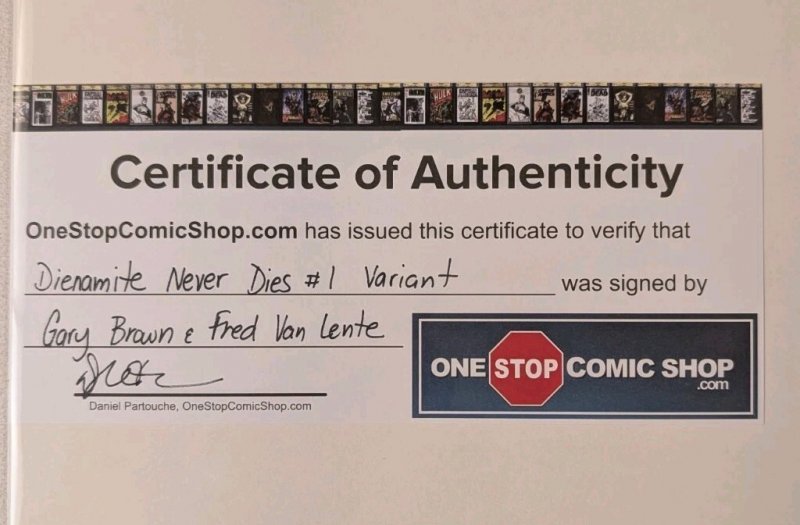 Certificate of Authenticity
OneStopComicShop.com has issued this certificate to verify that
Dienamite Never Dies #1 Variant was signed by
Gary Brown & Fred Van Lente
Daniel Partouche, OneStopComicShop.com
ONE STOP COMIC SHOP
.com